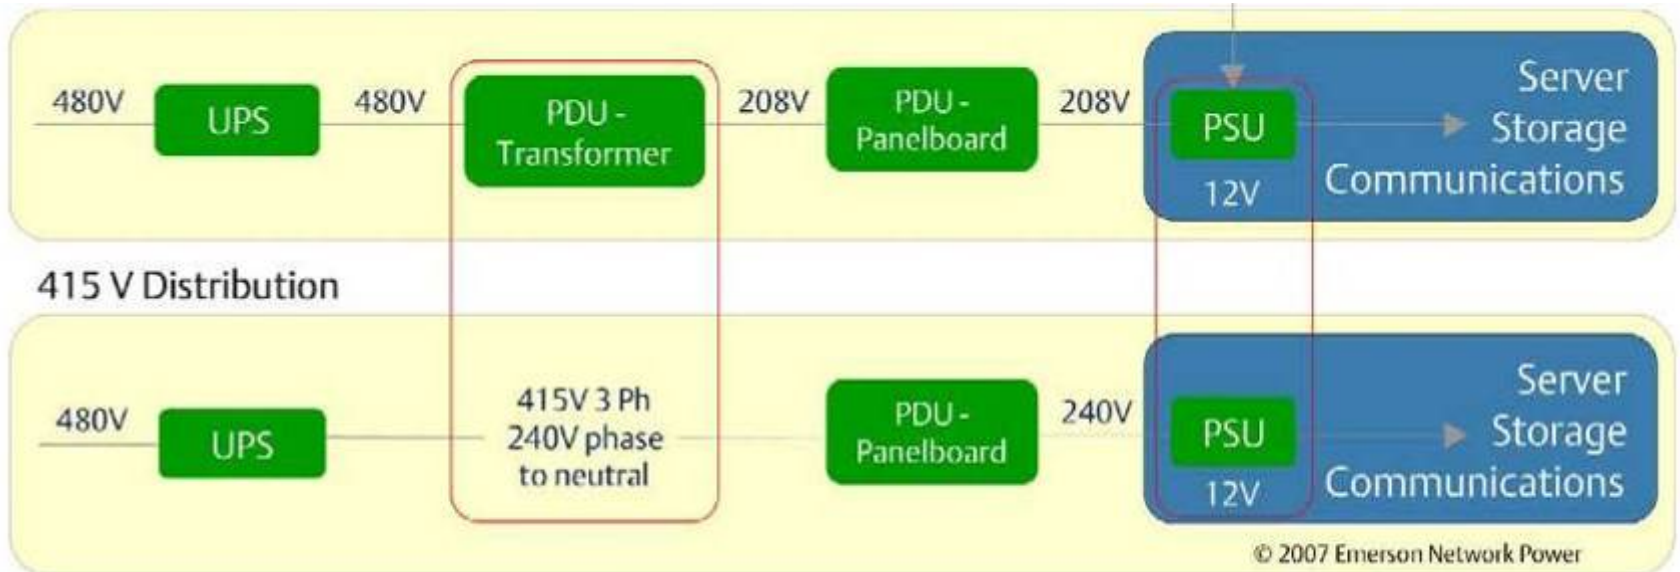 480V
UPS
480V
PDU -
Transformer
208V
PDU -
Panelboard
208V
PSU
12V
Server
Storage
Communications
415 V Distribution
480V
UPS
415V 3 Ph
240V phase
to neutral
PDU -
Panelboard
240V
PSU
12V
Server
Storage
Communications
© 2007 Emerson Network Power